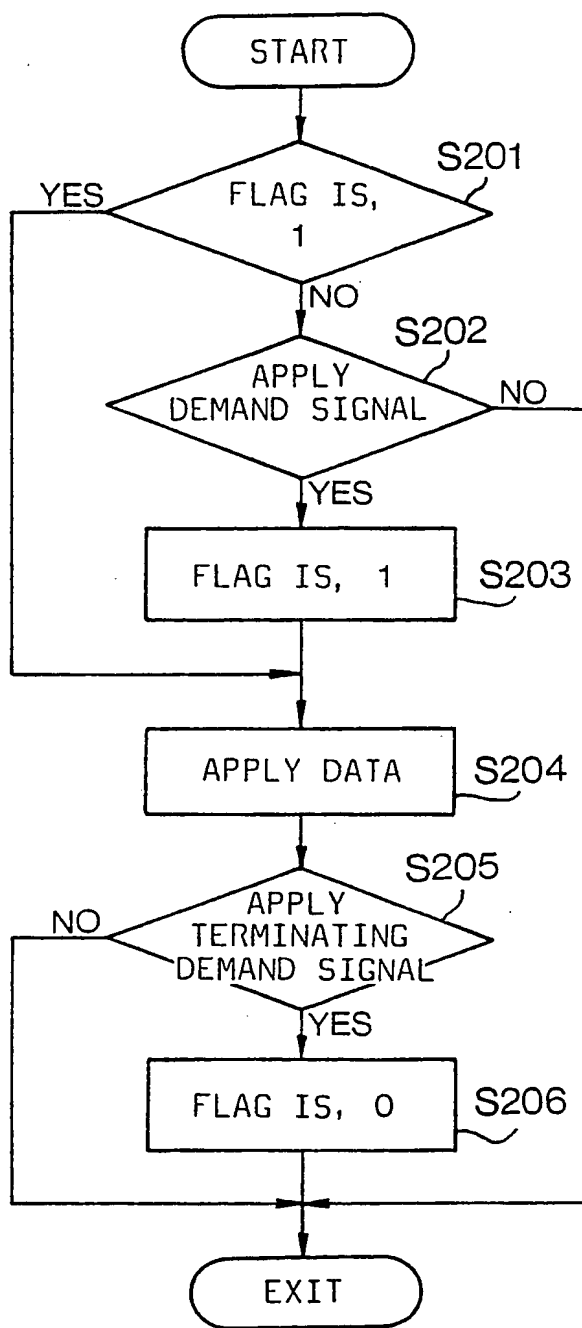 START
S201
YES
FLAG IS,
1
NO
S202
APPLY
DEMAND SIGNAL
NO
YES
FLAG IS, 1
S203
APPLY DATA
S204
S205
NO
APPLY
TERMINATING
DEMAND SIGNAL
YES
FLAG IS, 0
S206
EXIT